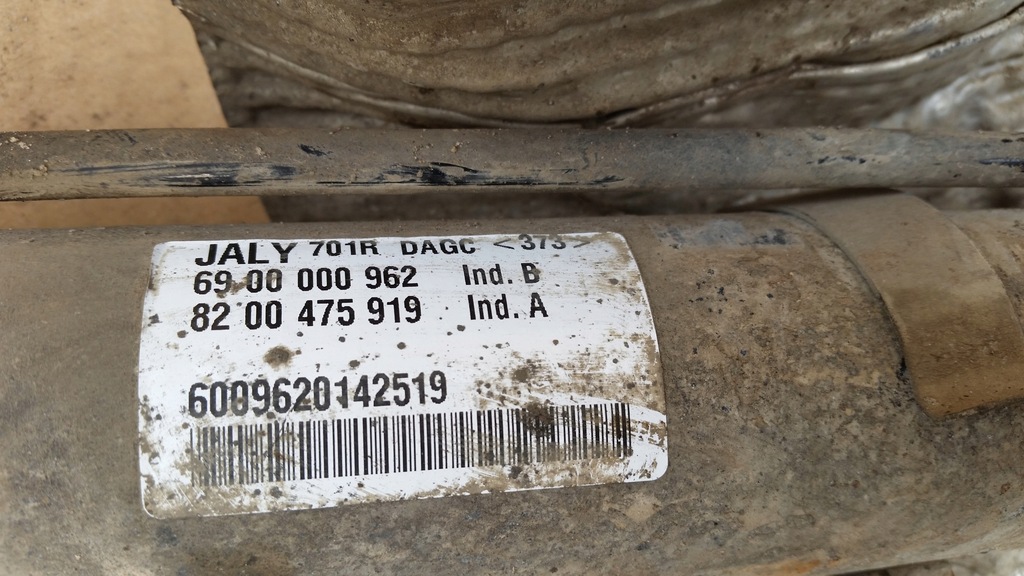 JALY 701R DAGC <373>
69 00 000 962 Ind. B
82 00 475 919 Ind. A
6009620142519